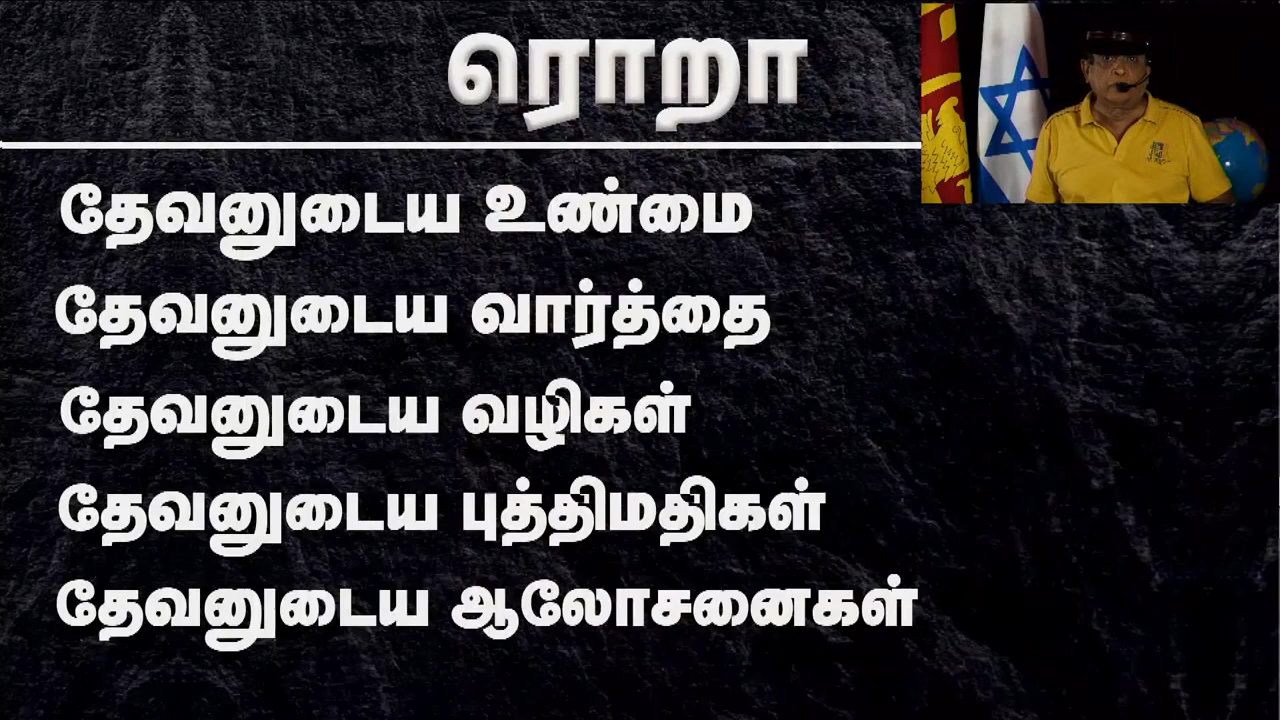 ரொறா
தேவனுடைய உண்மை
தேவனுடைய வார்த்தை
தேவனுடைய வழிகள்
தேவனுடைய புத்திமதிகள்
தேவனுடைய ஆலோசனைகள்